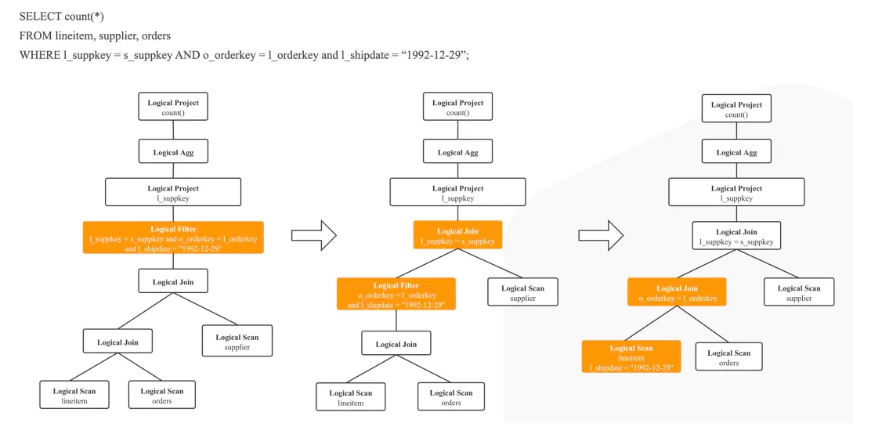 SELECT count(*)
FROM lineitem, supplier, orders
WHERE l_suppkey = s_suppkey AND o_orderkey = l_orderkey and l_shipdate = “1992-12-29”;
Logical Project
count()
Logical Agg
Logical Project
l_suppkey
Logical Filter
l_suppkey = s_suppkey and o_orderkey = l_orderkey
and l_shipdate = "1992-12-29"
Logical Join
Logical Join
Logical Scan
supplier
Logical Scan
lineitem
Logical Scan
orders
Logical Project
count()
Logical Agg
Logical Project
l_suppkey
Logical Join
l_suppkey = s_suppkey
Logical Filter
o_orderkey = l_orderkey
and l_shipdate = "1992-12-29"
Logical Scan
supplier
Logical Join
Logical Scan
lineitem
Logical Scan
orders
Logical Project
count()
Logical Agg
Logical Project
l_suppkey
Logical Join
l_suppkey = s_suppkey
Logical Join
o_orderkey = l_orderkey
Logical Scan
supplier
Logical Scan
lineitem
l_shipdate = "1992-12-29"
Logical Scan
orders